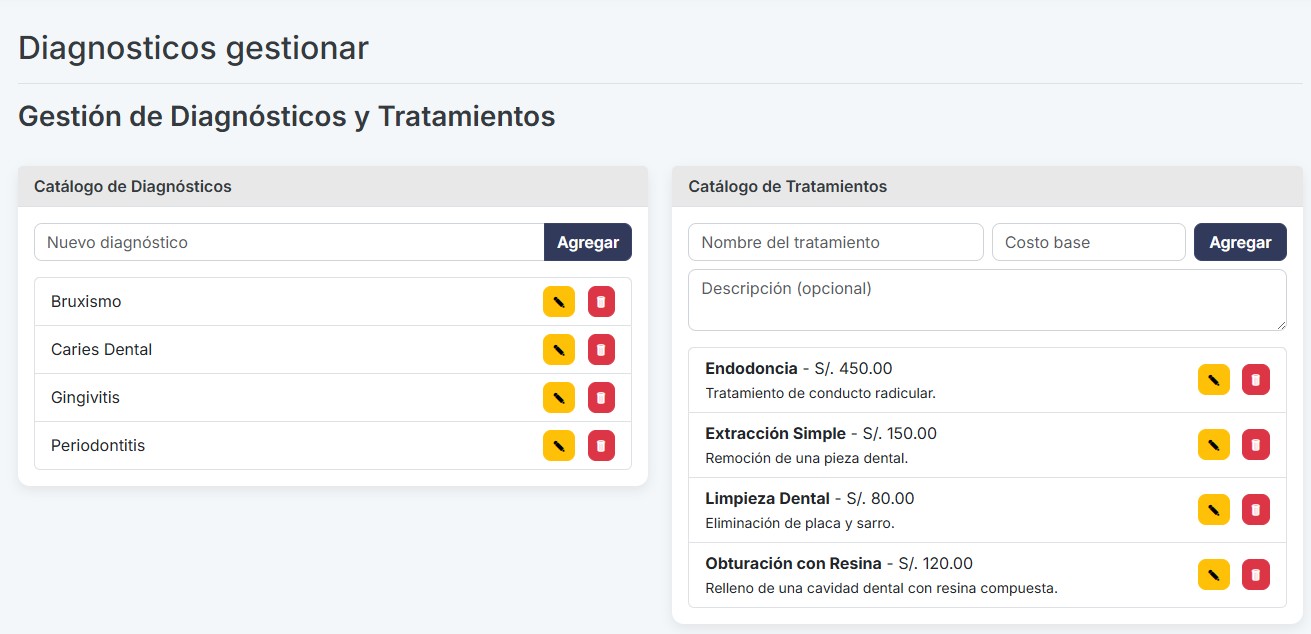 Diagnosticos gestionar
Gestión de Diagnósticos y Tratamientos
Catálogo de Diagnósticos
Nuevo diagnóstico
Agregar
Bruxismo
Caries Dental
Gingivitis
Periodontitis
Catálogo de Tratamientos
Nombre del tratamiento
Costo base
Agregar
Descripción (opcional)
Endodoncia - S/. 450.00
Tratamiento de conducto radicular.
Extracción Simple - S/. 150.00
Remoción de una pieza dental.
Limpieza Dental - S/. 80.00
Eliminación de placa y sarro.
Obturación con Resina - S/. 120.00
Relleno de una cavidad dental con resina compuesta.